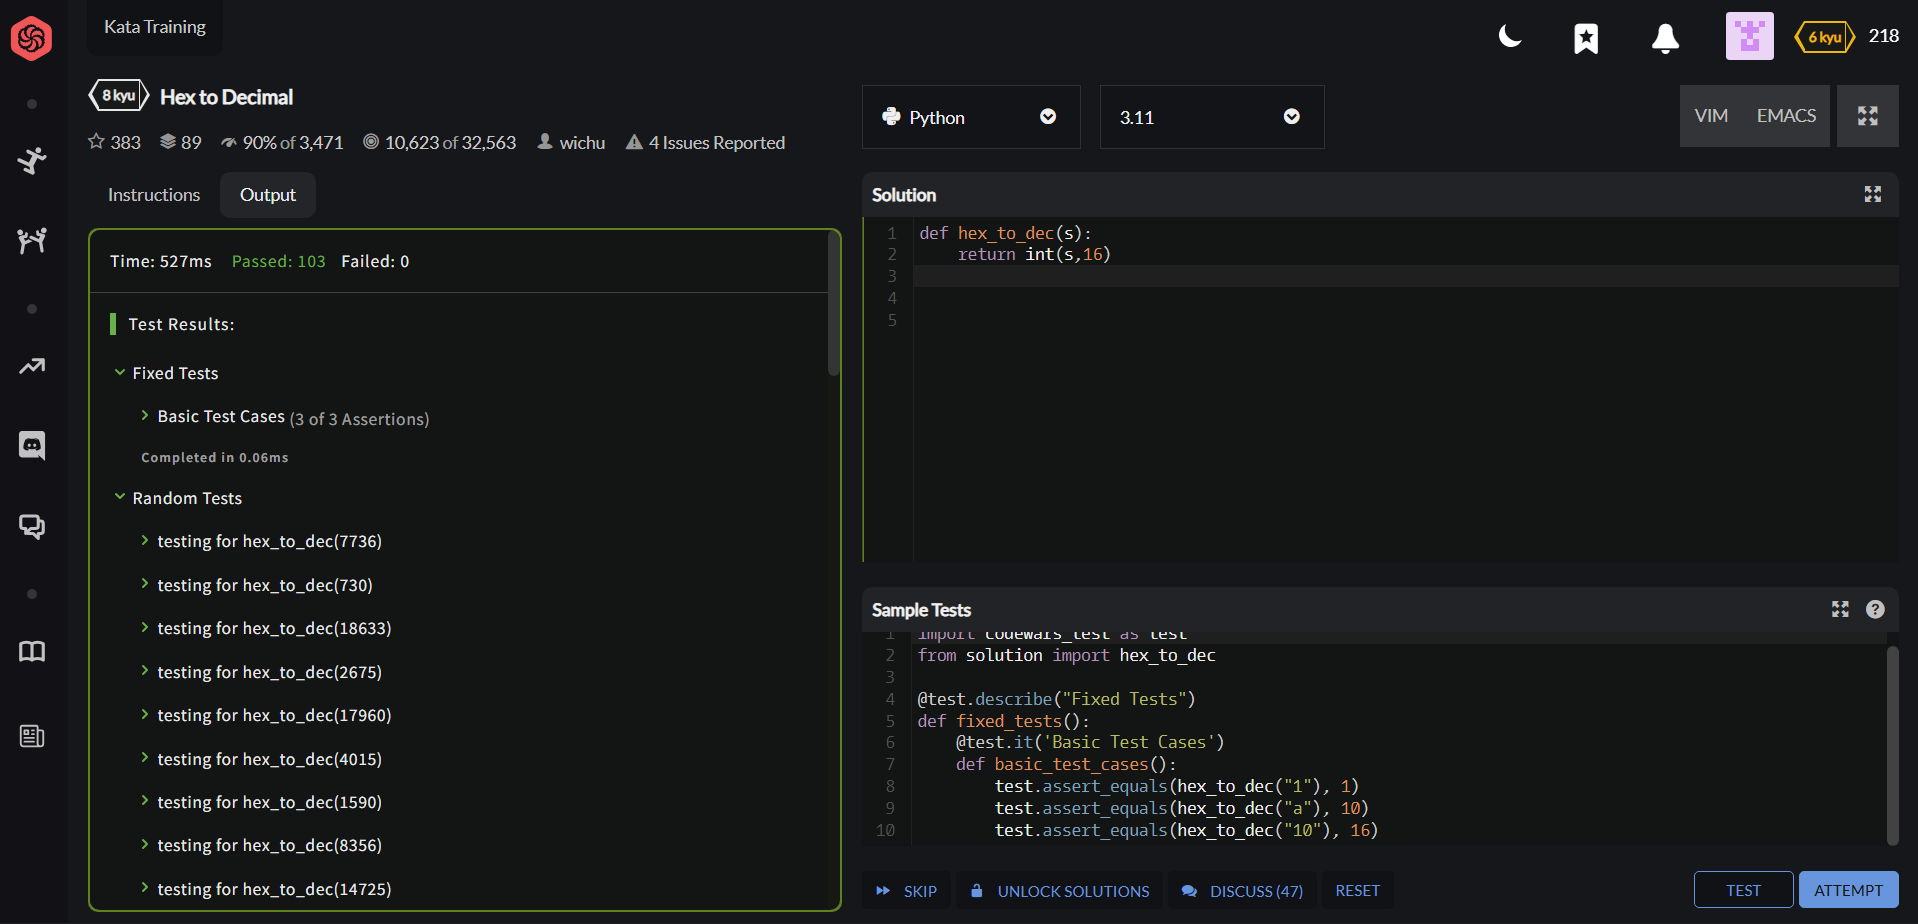 Kata Training
6 kyu 218
8 kyu Hex to Decimal
383 89 90% of 3,471 10,623 of 32,563 wichu 4 Issues Reported
Instructions Output
Time: 527ms Passed: 103 Failed: 0
Test Results:
Fixed Tests
Basic Test Cases (3 of 3 Assertions)
Completed in 0.06ms
Random Tests
testing for hex_to_dec(7736)
testing for hex_to_dec(730)
testing for hex_to_dec(18633)
testing for hex_to_dec(2675)
testing for hex_to_dec(17960)
testing for hex_to_dec(4015)
testing for hex_to_dec(1590)
testing for hex_to_dec(8356)
testing for hex_to_dec(14725)
Python 3.11 VIM EMACS
Solution
1 def hex_to_dec(s):
2     return int(s,16)
3
4
5
Sample Tests
1 import codewars_test as test
2 from solution import hex_to_dec
3
4 @test.describe("Fixed Tests")
5 def fixed_tests():
6     @test.it('Basic Test Cases')
7     def basic_test_cases():
8         test.assert_equals(hex_to_dec("1"), 1)
9         test.assert_equals(hex_to_dec("a"), 10)
10         test.assert_equals(hex_to_dec("10"), 16)
SKIP UNLOCK SOLUTIONS DISCUSS (47) RESET TEST ATTEMPT